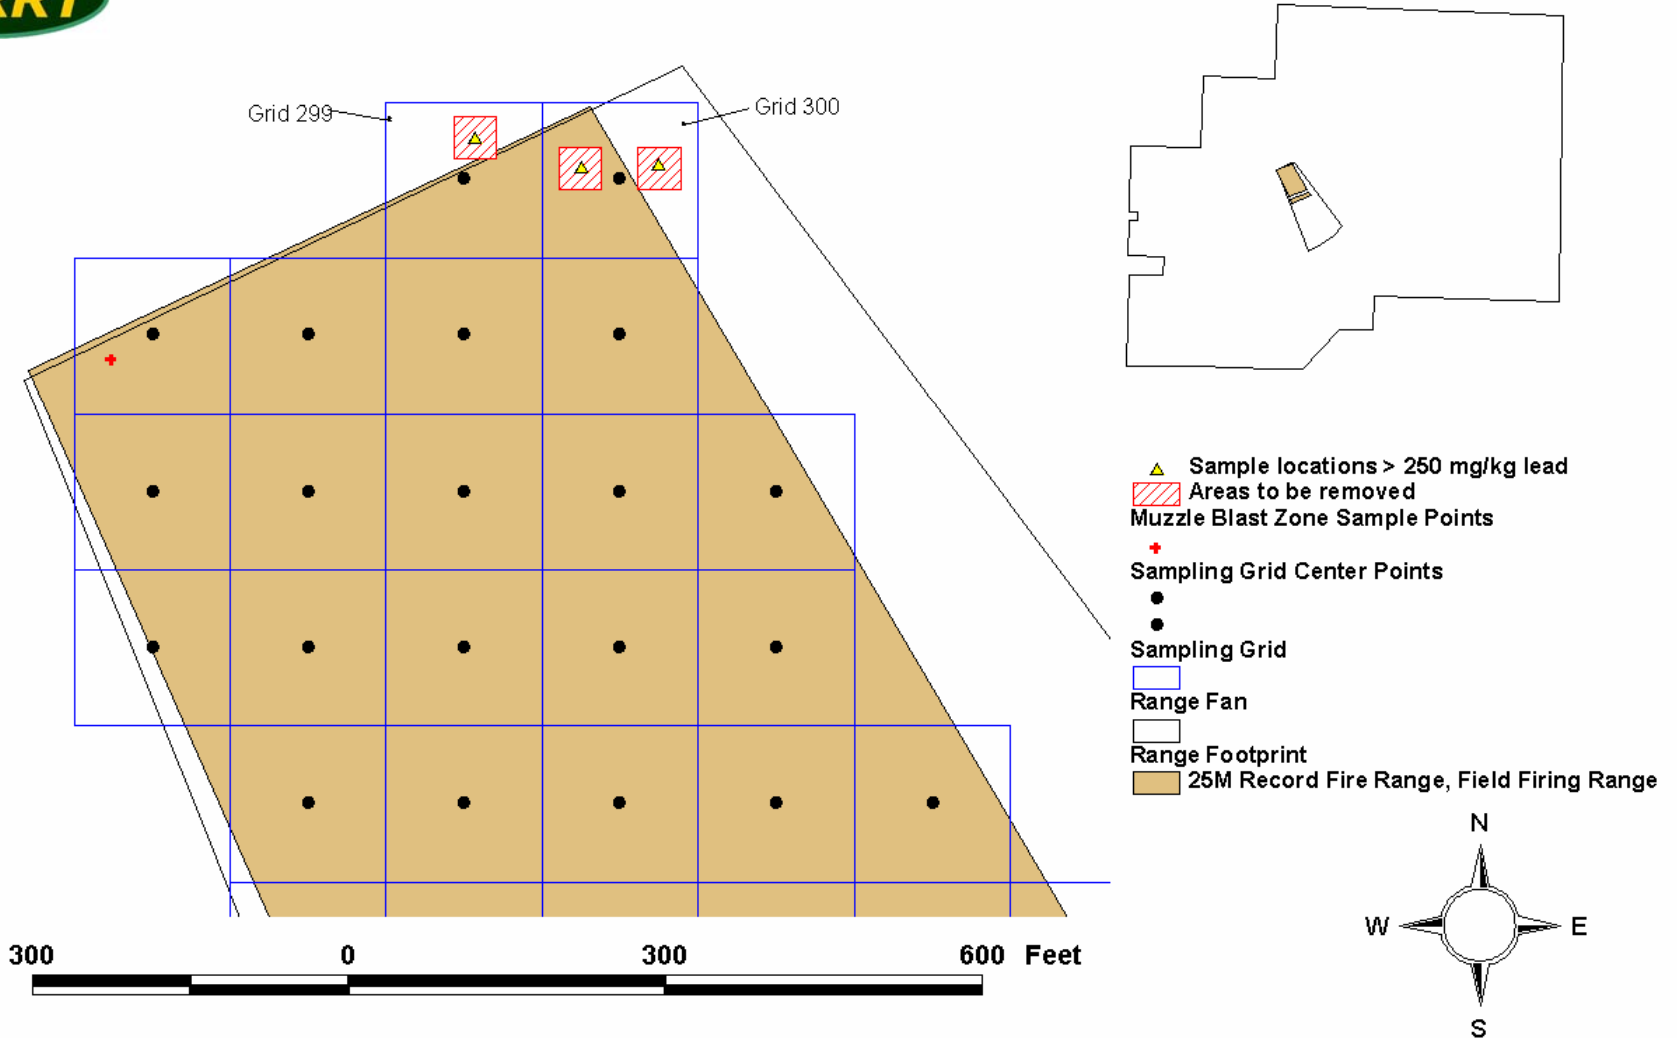 Grid 299
Grid 300
Sample locations > 250 mg/kg lead
Areas to be removed
Muzzle Blast Zone Sample Points
Sampling Grid Center Points
Sampling Grid
Range Fan
Range Footprint
25M Record Fire Range, Field Firing Range
N
W E
S
300 0 300 600 Feet